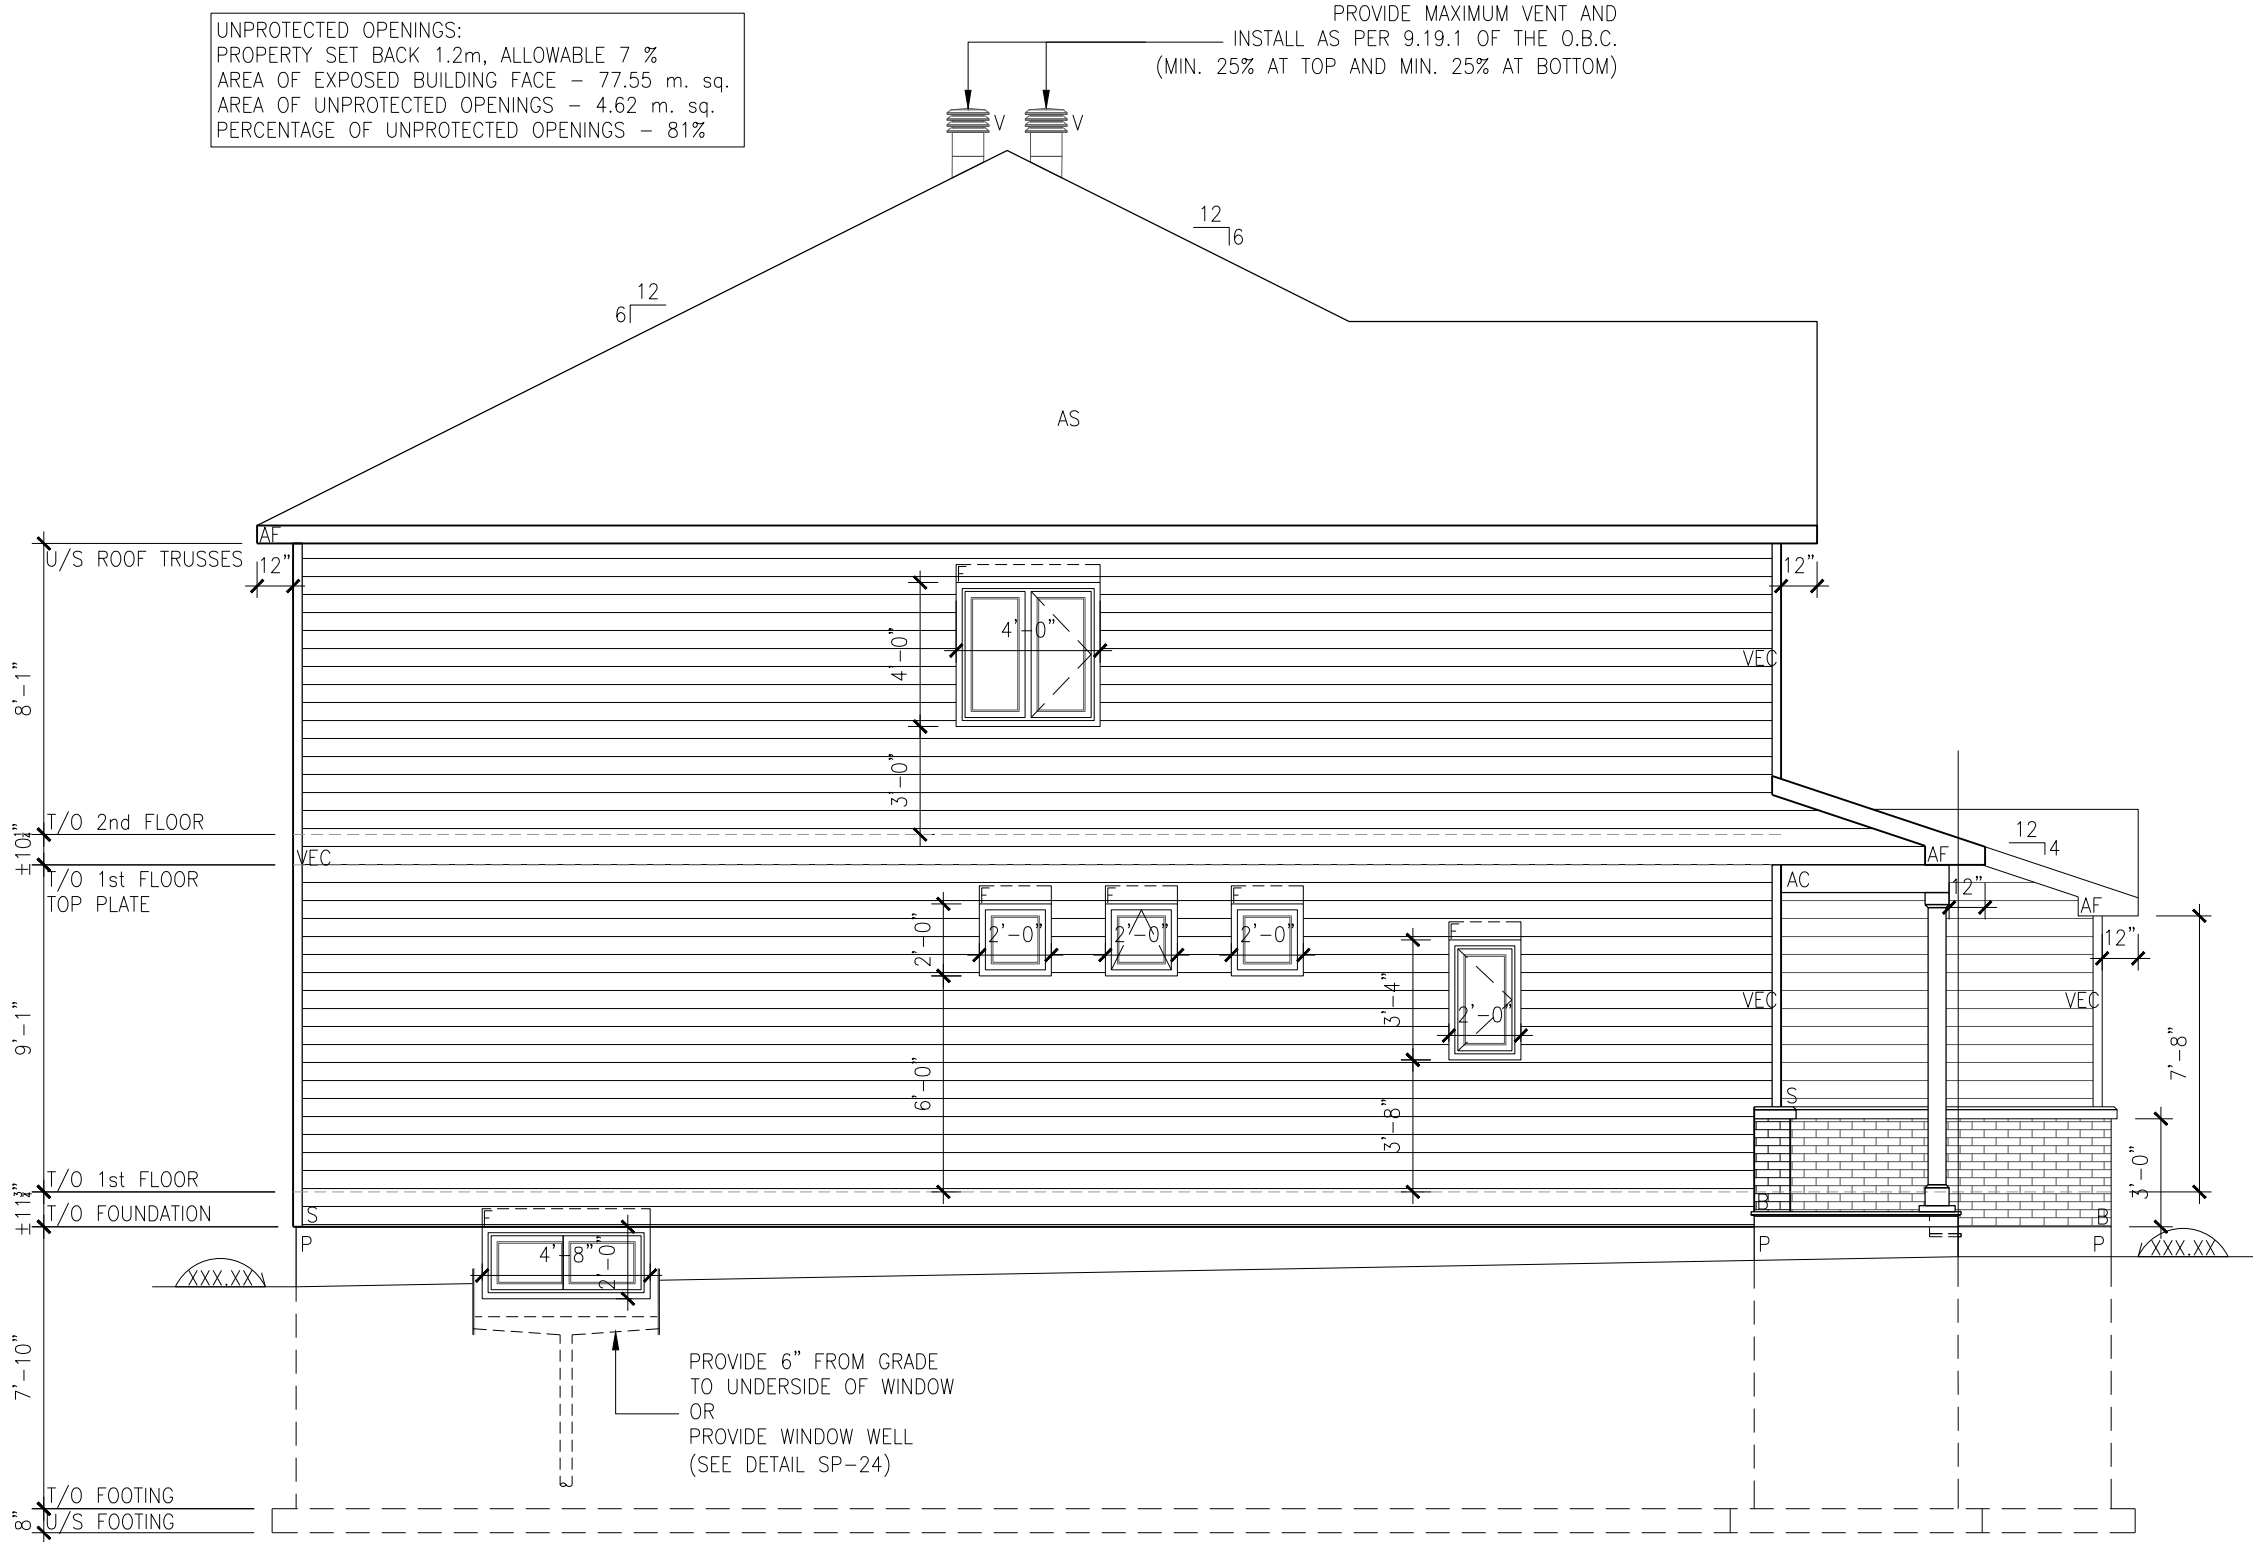 UNPROTECTED OPENINGS:
PROPERTY SET BACK 1.2m, ALLOWABLE 7 %
AREA OF EXPOSED BUILDING FACE – 77.55 m. sq.
AREA OF UNPROTECTED OPENINGS – 4.62 m. sq.
PERCENTAGE OF UNPROTECTED OPENINGS – 81%
PROVIDE MAXIMUM VENT AND
INSTALL AS PER 9.19.1 OF THE O.B.C.
(MIN. 25% AT TOP AND MIN. 25% AT BOTTOM)
V
V
12
6
12
6
AS
AF
U/S ROOF TRUSSES
12"
12"
F
4'-0"
4'-0"
3'-0"
VEC
8'-1"
T/O 2nd FLOOR
±10¼"
VEC
T/O 1st FLOOR
TOP PLATE
12
4
AF
AC
12"
AF
12"
F
F
F
2'-0"
2'-0"
2'-0"
2'-0"
F
3'-4"
2'-0"
VEC
VEC
9'-1"
6'-0"
3'-8"
7'-8"
S
3'-0"
T/O 1st FLOOR
±11¾"
T/O FOUNDATION
S
F
B
B
P
4'-8"
2'-0"
P
P
XXX.XX
XXX.XX
7'-10"
PROVIDE 6" FROM GRADE
TO UNDERSIDE OF WINDOW
OR
PROVIDE WINDOW WELL
(SEE DETAIL SP-24)
T/O FOOTING
8"
U/S FOOTING